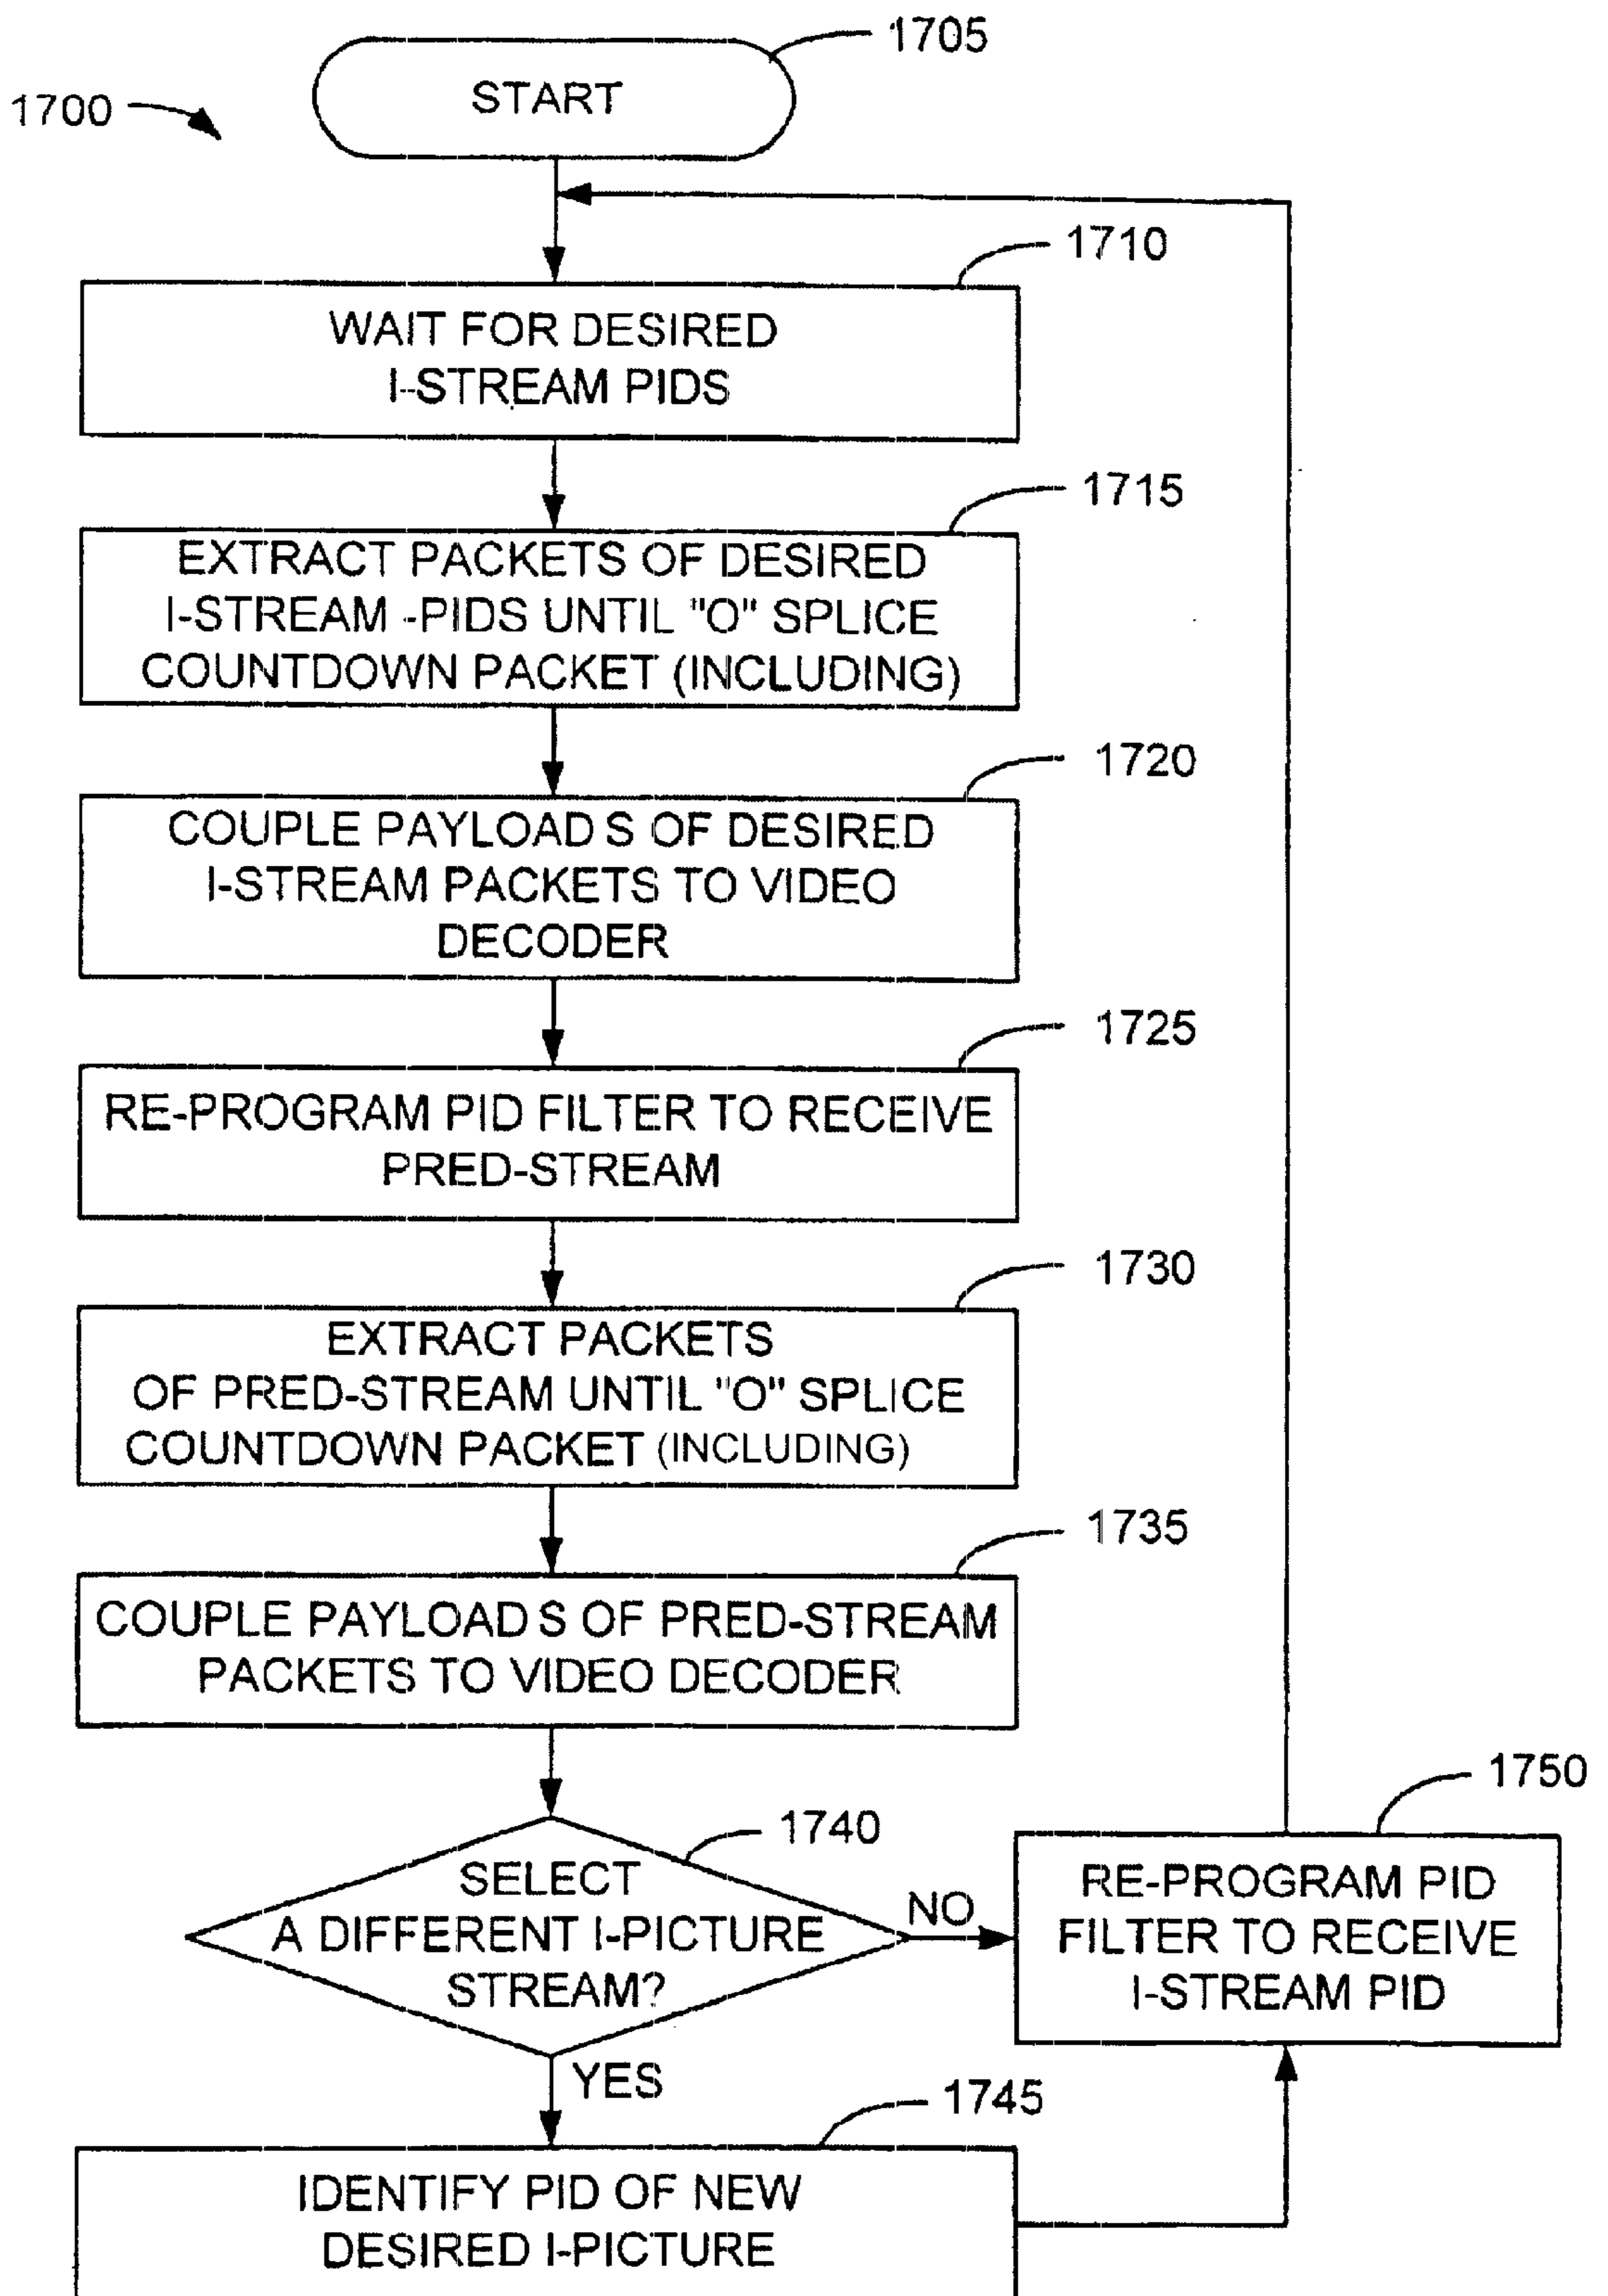 1705
START
1700
1710
WAIT FOR DESIRED
I-STREAM PIDS
1715
EXTRACT PACKETS OF DESIRED
I-STREAM -PIDS UNTIL "O" SPLICE
COUNTDOWN PACKET (INCLUDING)
1720
COUPLE PAYLOADS OF DESIRED
I-STREAM PACKETS TO VIDEO
DECODER
1725
RE-PROGRAM PID FILTER TO RECEIVE
PRED-STREAM
1730
EXTRACT PACKETS
OF PRED-STREAM UNTIL "O" SPLICE
COUNTDOWN PACKET (INCLUDING)
1735
COUPLE PAYLOADS OF PRED-STREAM
PACKETS TO VIDEO DECODER
1740
SELECT
A DIFFERENT I-PICTURE
STREAM?
NO
1750
RE-PROGRAM PID
FILTER TO RECEIVE
I-STREAM PID
YES
1745
IDENTIFY PID OF NEW
DESIRED I-PICTURE